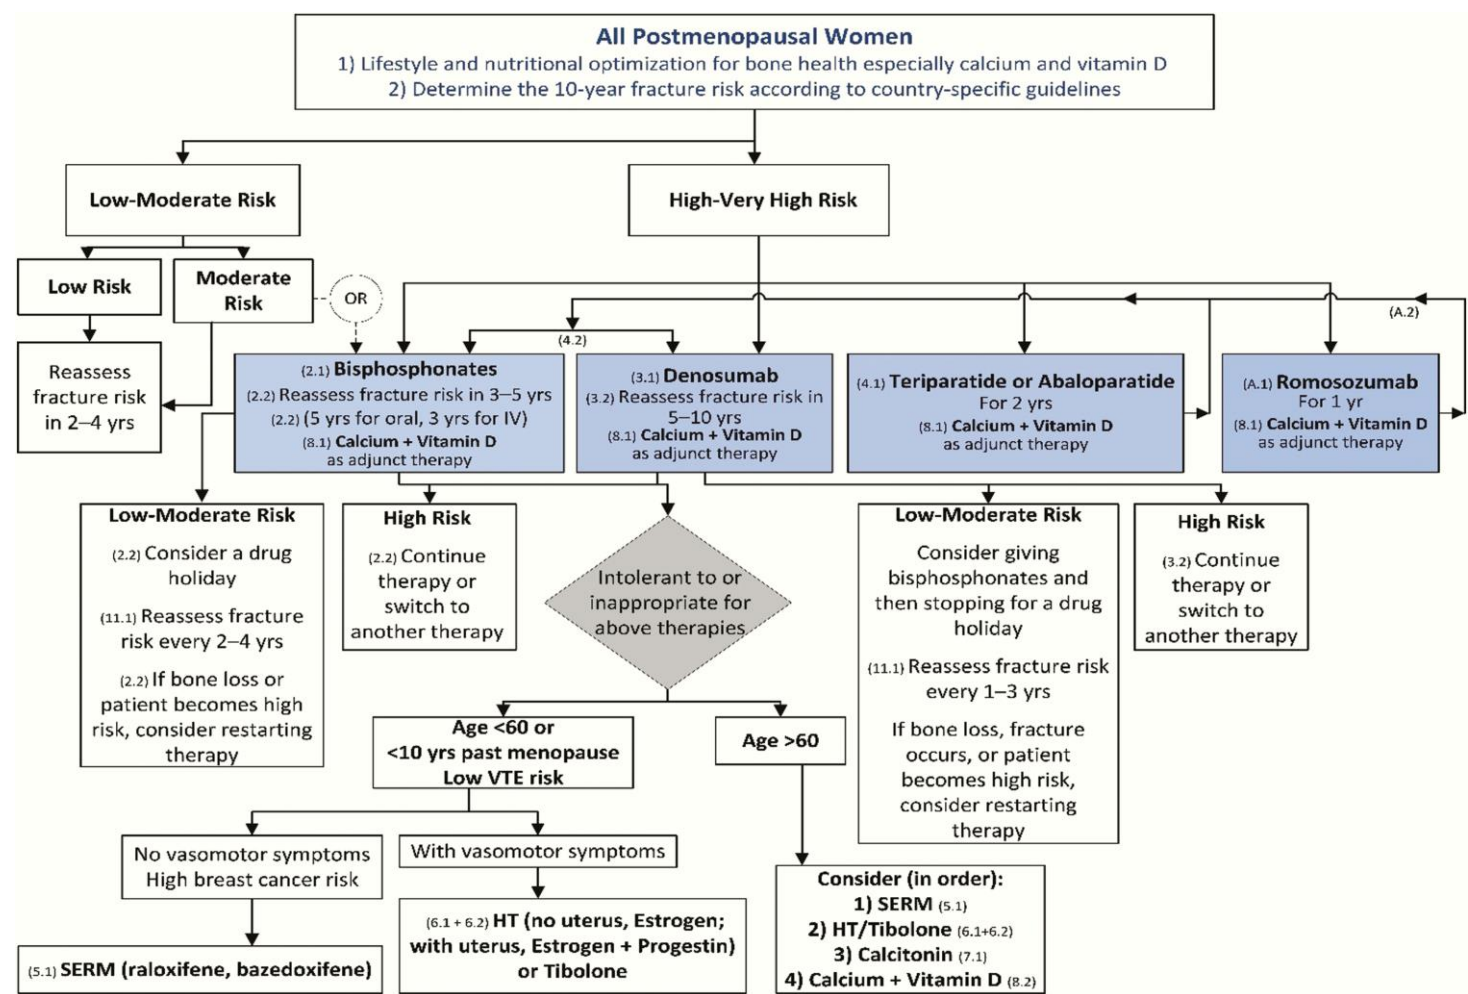 All Postmenopausal Women
1) Lifestyle and nutritional optimization for bone health especially calcium and vitamin D
2) Determine the 10-year fracture risk according to country-specific guidelines
Low-Moderate Risk
High-Very High Risk
Low Risk
Moderate
Risk
OR
(A.2)
(4.2)
Reassess
fracture risk
in 2–4 yrs
(2.1) Bisphosphonates
(2.2) Reassess fracture risk in 3–5 yrs
(2.2) (5 yrs for oral, 3 yrs for IV)
(8.1) Calcium + Vitamin D
as adjunct therapy
(3.1) Denosumab
(3.2) Reassess fracture risk in
5–10 yrs
(8.1) Calcium + Vitamin D
as adjunct therapy
(4.1) Teriparatide or Abaloparatide
For 2 yrs
(8.1) Calcium + Vitamin D
as adjunct therapy
(A.1) Romosozumab
For 1 yr
(8.1) Calcium + Vitamin D
as adjunct therapy
Low-Moderate Risk
(2.2) Consider a drug
holiday
(11.1) Reassess fracture
risk every 2–4 yrs
(2.2) If bone loss or
patient becomes high
risk, consider restarting
therapy
High Risk
(2.2) Continue
therapy or
switch to
another therapy
Intolerant to or
inappropriate for
above therapies
Low-Moderate Risk
Consider giving
bisphosphonates and
then stopping for a drug
holiday
(11.1) Reassess fracture risk
every 1–3 yrs
If bone loss, fracture
occurs, or patient
becomes high risk,
consider restarting
therapy
High Risk
(3.2) Continue
therapy or
switch to
another therapy
Age <60 or
<10 yrs past menopause
Low VTE risk
Age >60
No vasomotor symptoms
High breast cancer risk
With vasomotor symptoms
(5.1) SERM (raloxifene, bazedoxifene)
(6.1 + 6.2) HT (no uterus, Estrogen;
with uterus, Estrogen + Progestin)
or Tibolone
Consider (in order):
1) SERM (5.1)
2) HT/Tibolone (6.1+6.2)
3) Calcitonin (7.1)
4) Calcium + Vitamin D (8.2)